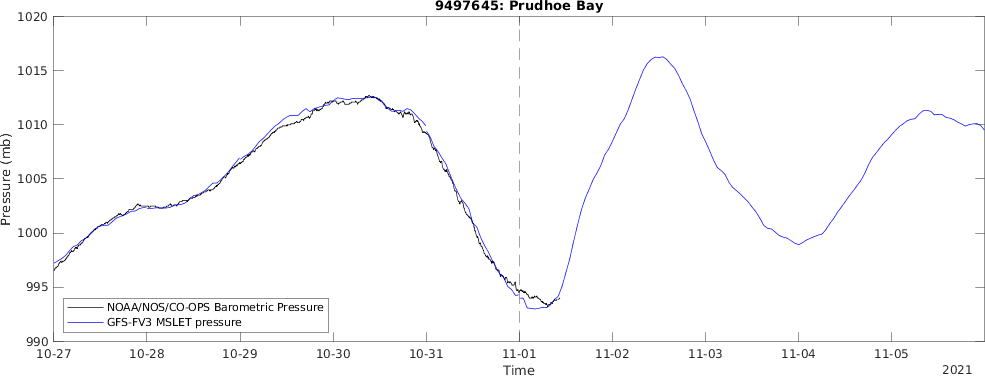 9497645: Prudhoe Bay
1020
1015
1010
1005
1000
995
990
Pressure (mb)
NOAA/NOS/CO-OPS Barometric Pressure
GFS-FV3 MSLET pressure
10-27 10-28 10-29 10-30 10-31 11-01 11-02 11-03 11-04 11-05
Time
2021